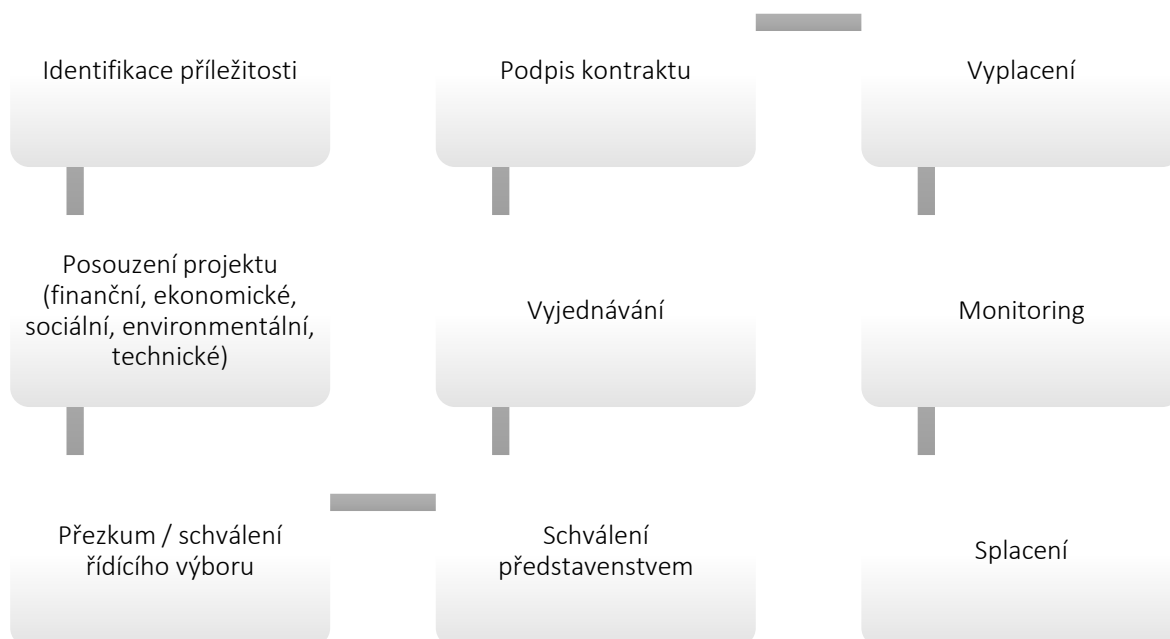 Identifikace příležitosti
Posouzení projektu
(finanční, ekonomické,
sociální, environmentální,
technické)
Přezkum / schválení
řídícího výboru
Schválení
představenstvem
Vyjednávání
Podpis kontraktu
Vyplacení
Monitoring
Splacení